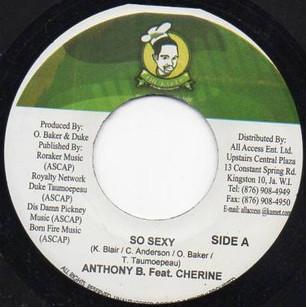 Produced By:
O. Baker & Duke
Published By:
Roraker Music
(ASCAP)
Royalty Network
Duke Taumoepeau
(ASCAP)
Dis Damn Pickney
Music (ASCAP)
Born Fire Music
(ASCAP)
Distributed By:
All Access Ent. Ltd.
Upstairs Central Plaza
13 Constant Spring Rd.
Kingston 10, Ja. W.I.
Tel: (876) 908-4949
Fax: (876) 908-4950
SO SEXY
SIDE A
(K. Blair / C. Anderson / O. Baker /
T. Taumoepeau)
ANTHONY B. Feat. CHERINE